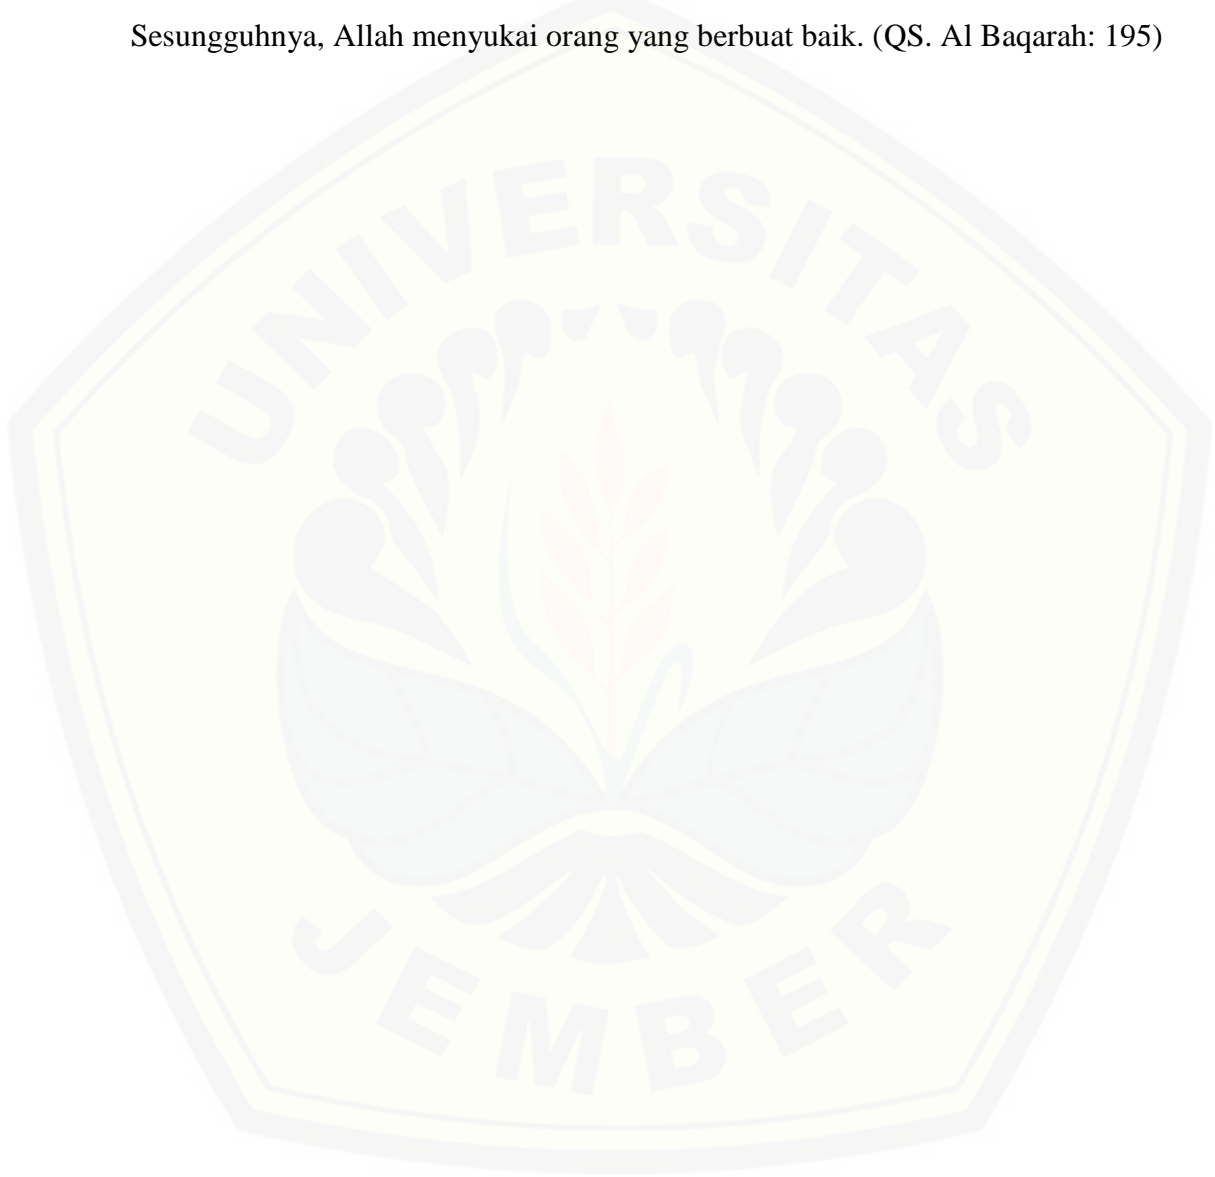 Sesungguhnya, Allah menyukai orang yang berbuat baik. (QS. Al Baqarah: 195)
UNIVERSITAS
JEMBER